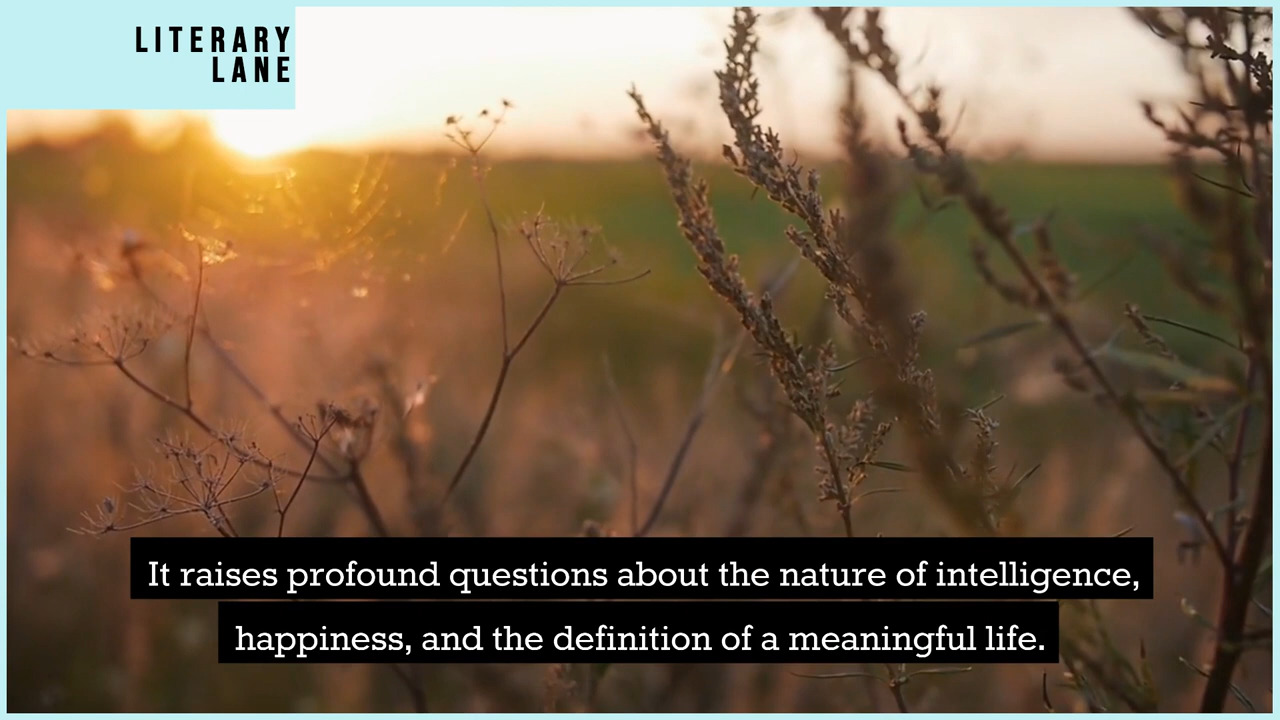 LITERARY
LANE
It raises profound questions about the nature of intelligence,
happiness, and the definition of a meaningful life.